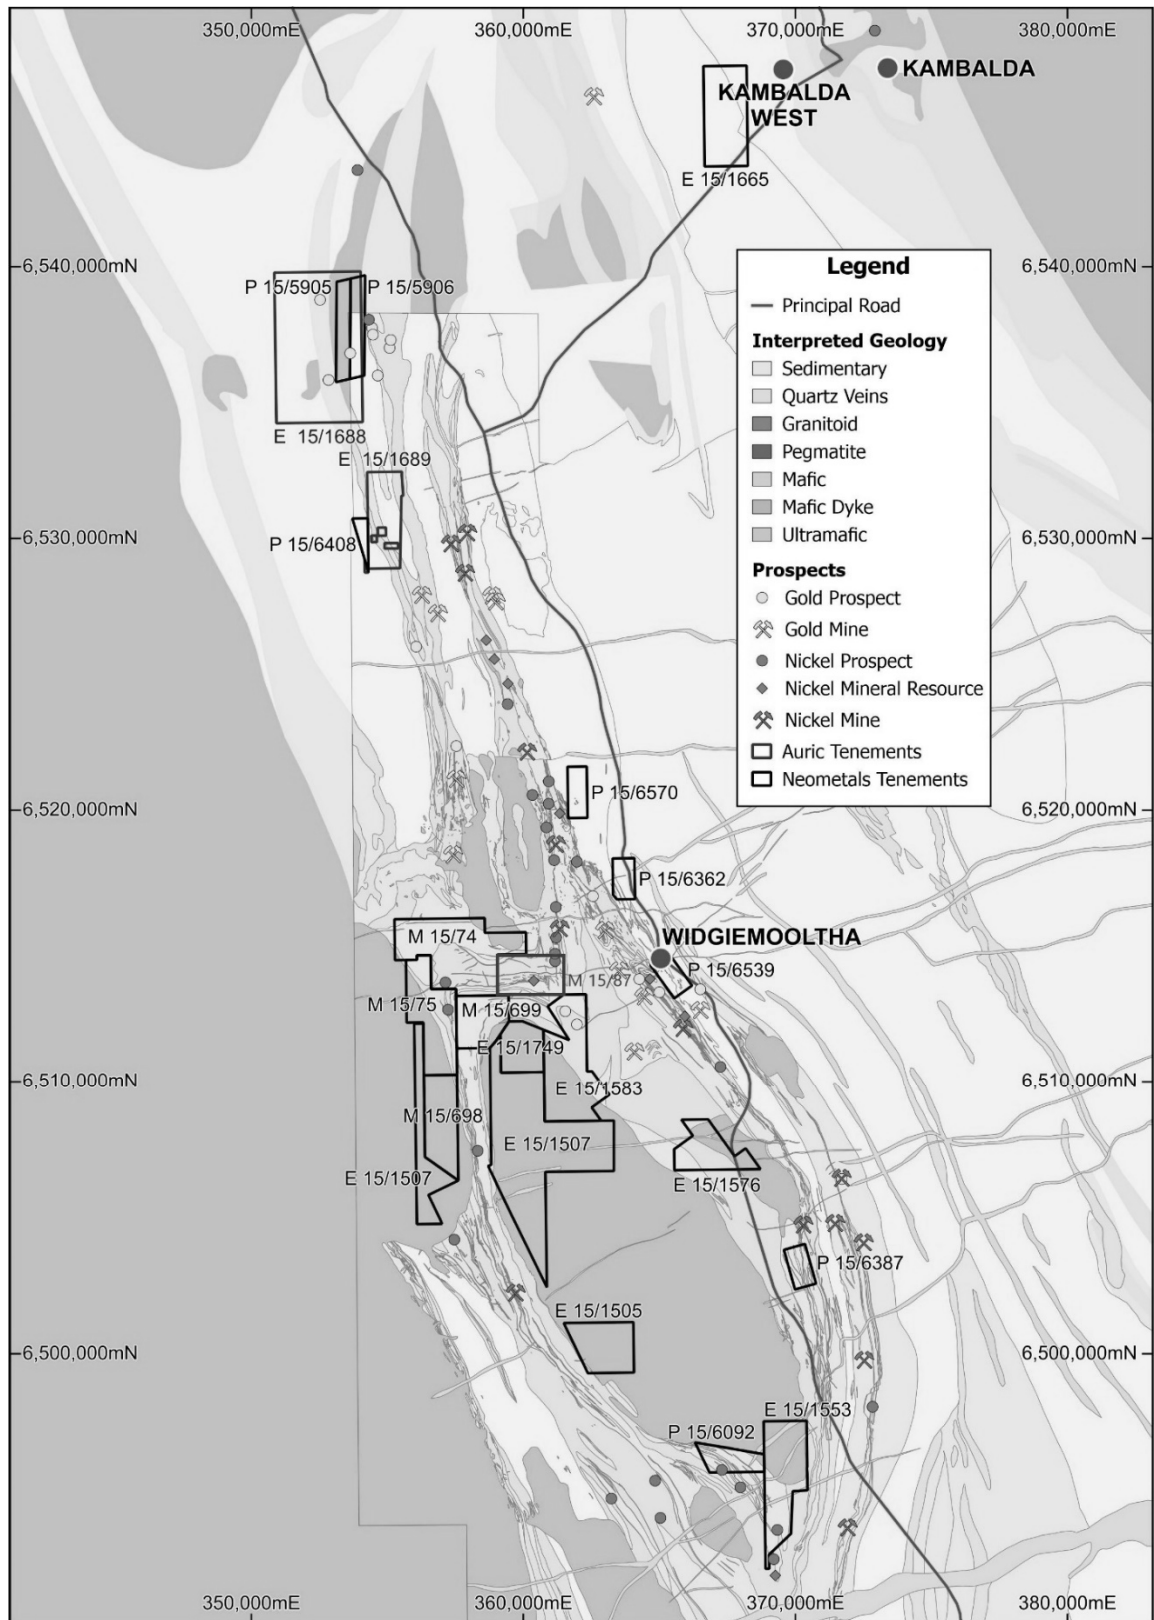 350,000mE
360,000mE
370,000mE
380,000mE
KAMBALDA
KAMBALDA
WEST
E 15/1665
6,540,000mN
6,540,000mN
P 15/5905
P 15/5906
E 15/1688
E 15/1689
P 15/6408
6,530,000mN
6,530,000mN
Legend
Principal Road
Interpreted Geology
Sedimentary
Quartz Veins
Granitoid
Pegmatite
Mafic
Mafic Dyke
Ultramafic
Prospects
Gold Prospect
Gold Mine
Nickel Prospect
Nickel Mineral Resource
Nickel Mine
Auric Tenements
Neometals Tenements
P 15/6570
6,520,000mN
6,520,000mN
P 15/6362
M 15/74
WIDGIEMOOLTHA
P 15/6539
M 15/87
M 15/75
M 15/699
E 15/1749
6,510,000mN
6,510,000mN
E 15/1583
M 15/698
E 15/1507
E 15/1507
E 15/1576
P 15/6387
E 15/1505
6,500,000mN
6,500,000mN
E 15/1553
P 15/6092
350,000mE
360,000mE
370,000mE
380,000mE